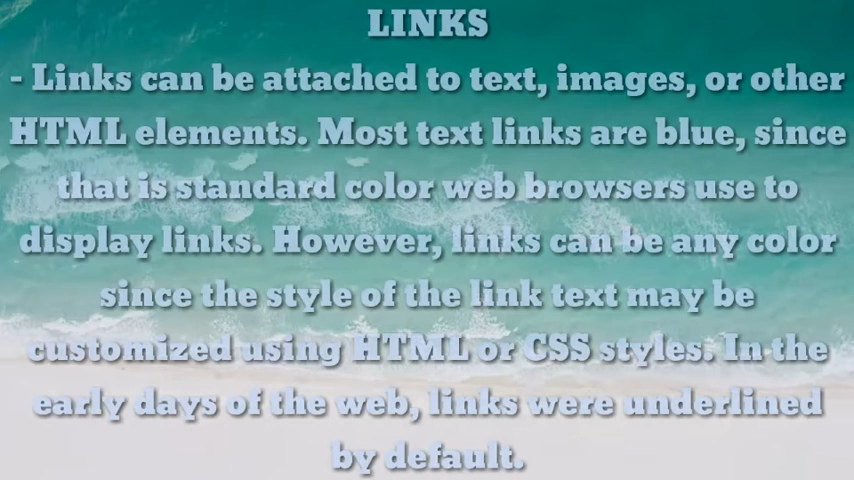 LINKS
- Links can be attached to text, images, or other
HTML elements. Most text links are blue, since
that is standard color web browsers use to
display links. However, links can be any color
since the style of the link text may be
customized using HTML or CSS styles. In the
early days of the web, links were underlined
by default.